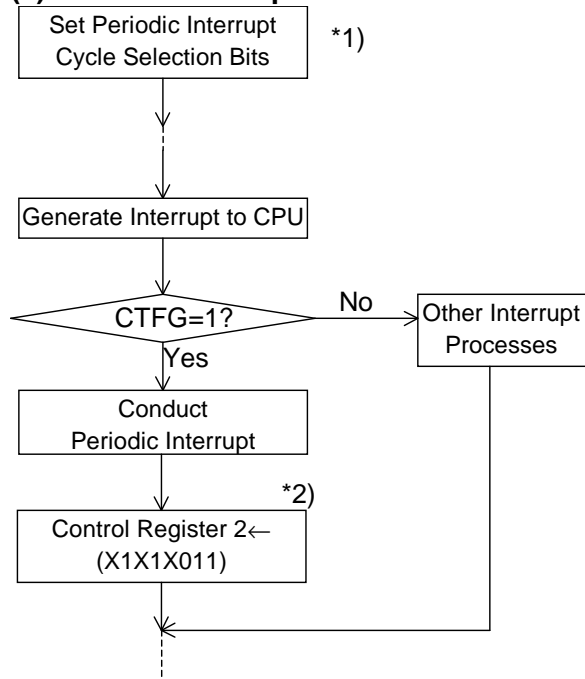 Set Periodic Interrupt
Cycle Selection Bits
*1)
Generate Interrupt to CPU
CTFG=1?
No
Other Interrupt
Processes
Yes
Conduct
Periodic Interrupt
*2)
Control Register 2←
(X1X1X011)